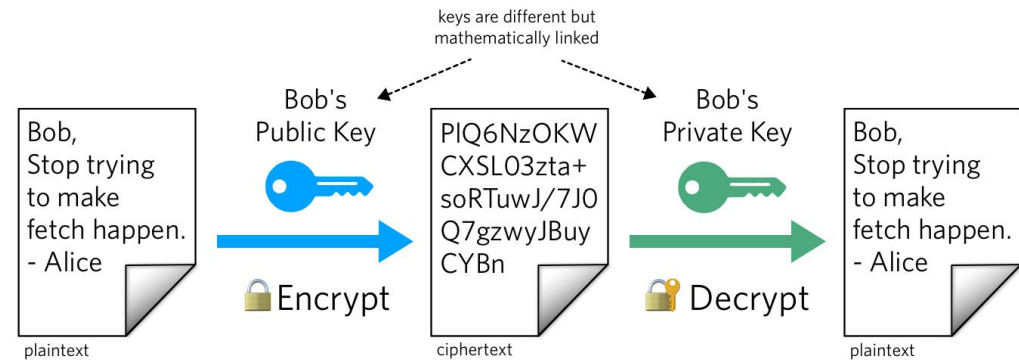 keys are different but
mathematically linked
Bob,
Stop trying
to make
fetch happen.
- Alice
plaintext
Bob's
Public Key
Encrypt
PlQ6NzOKW
CXSL03zta+
soRTuwJ/7J0
Q7gzwyJBuy
CYBn
ciphertext
Bob's
Private Key
Decrypt
Bob,
Stop trying
to make
fetch happen.
- Alice
plaintext